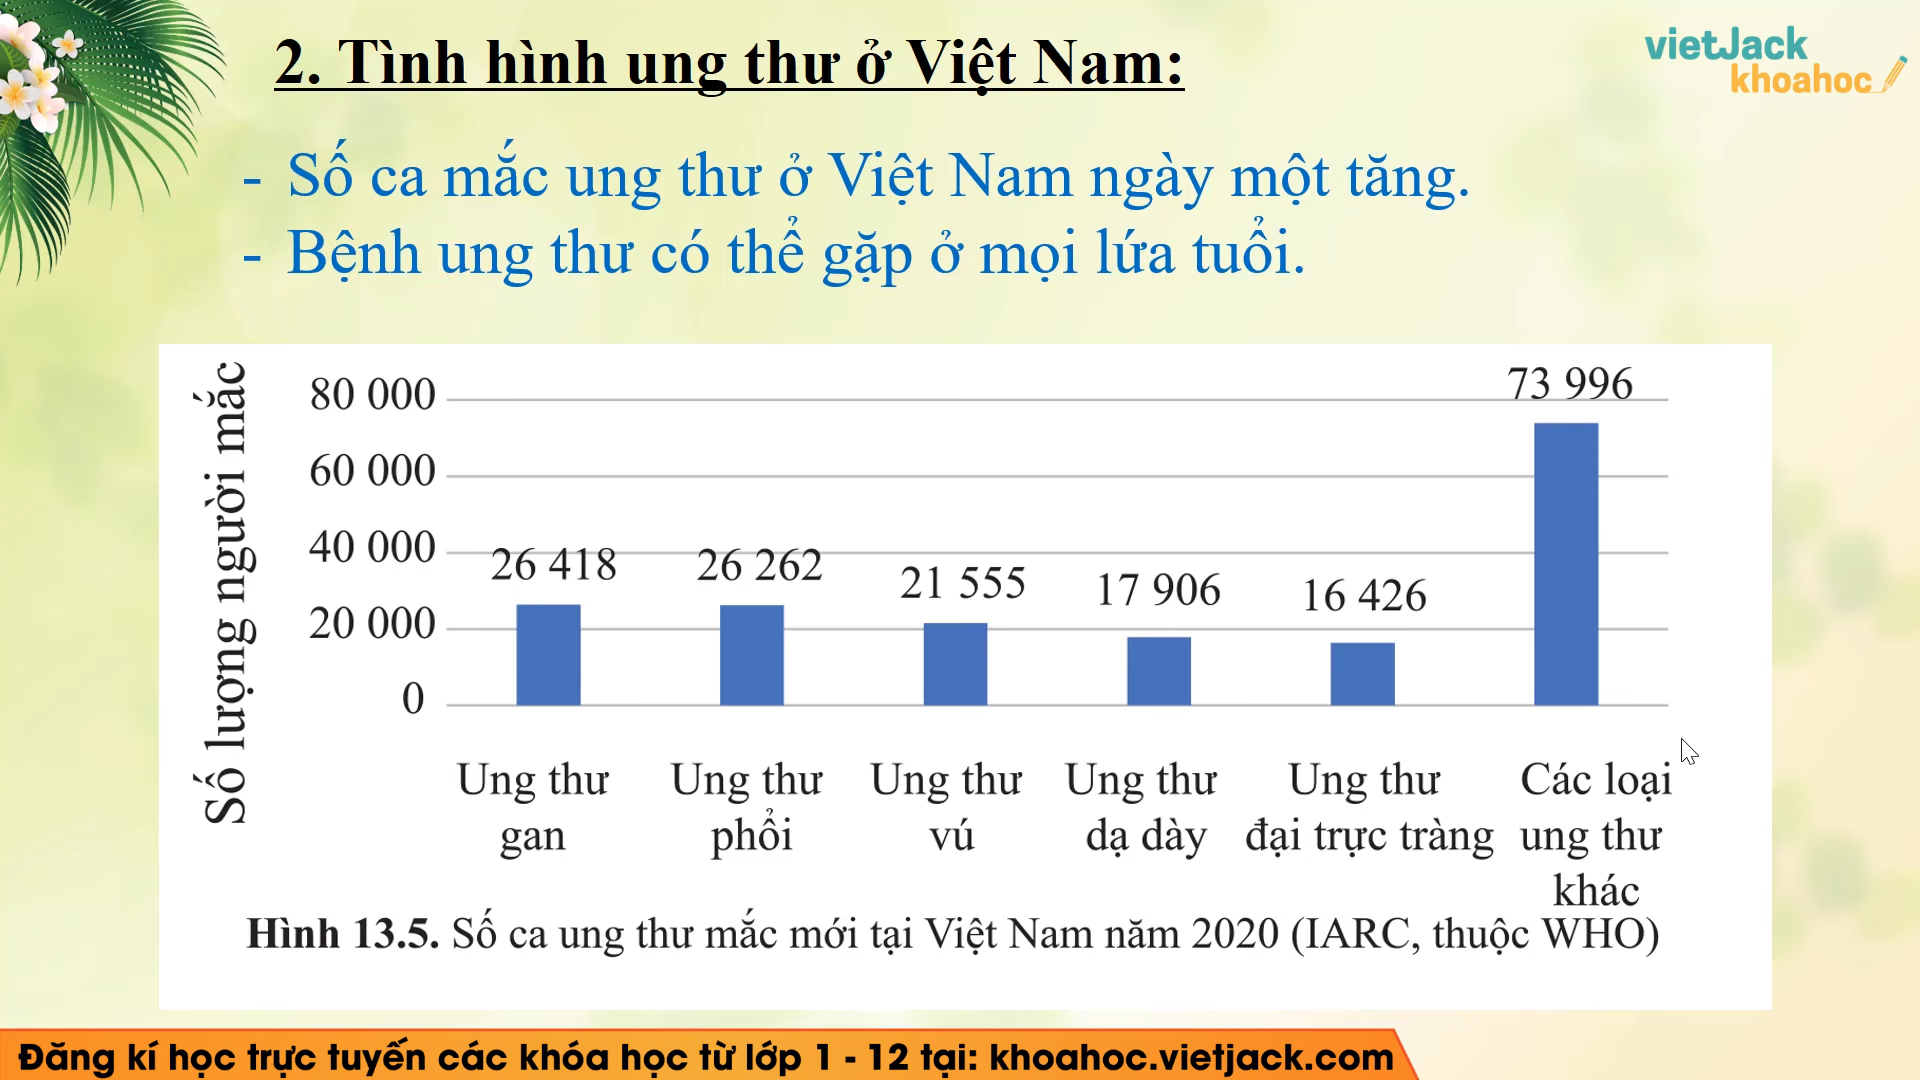 2. Tình hình ung thư ở Việt Nam:
vietJack
khoahoc
- Số ca mắc ung thư ở Việt Nam ngày một tăng.
- Bệnh ung thư có thể gặp ở mọi lứa tuổi.
Số lượng người mắc
80 000
60 000
40 000
20 000
0
26 418
26 262
21 555
17 906
16 426
73 996
Ung thư
gan
Ung thư
phổi
Ung thư
vú
Ung thư
dạ dày
Ung thư
đại trực tràng
Các loại
ung thư
khác
Hình 13.5. Số ca ung thư mắc mới tại Việt Nam năm 2020 (IARC, thuộc WHO)
Đăng kí học trực tuyến các khóa học từ lớp 1 - 12 tại: khoahoc.vietjack.com